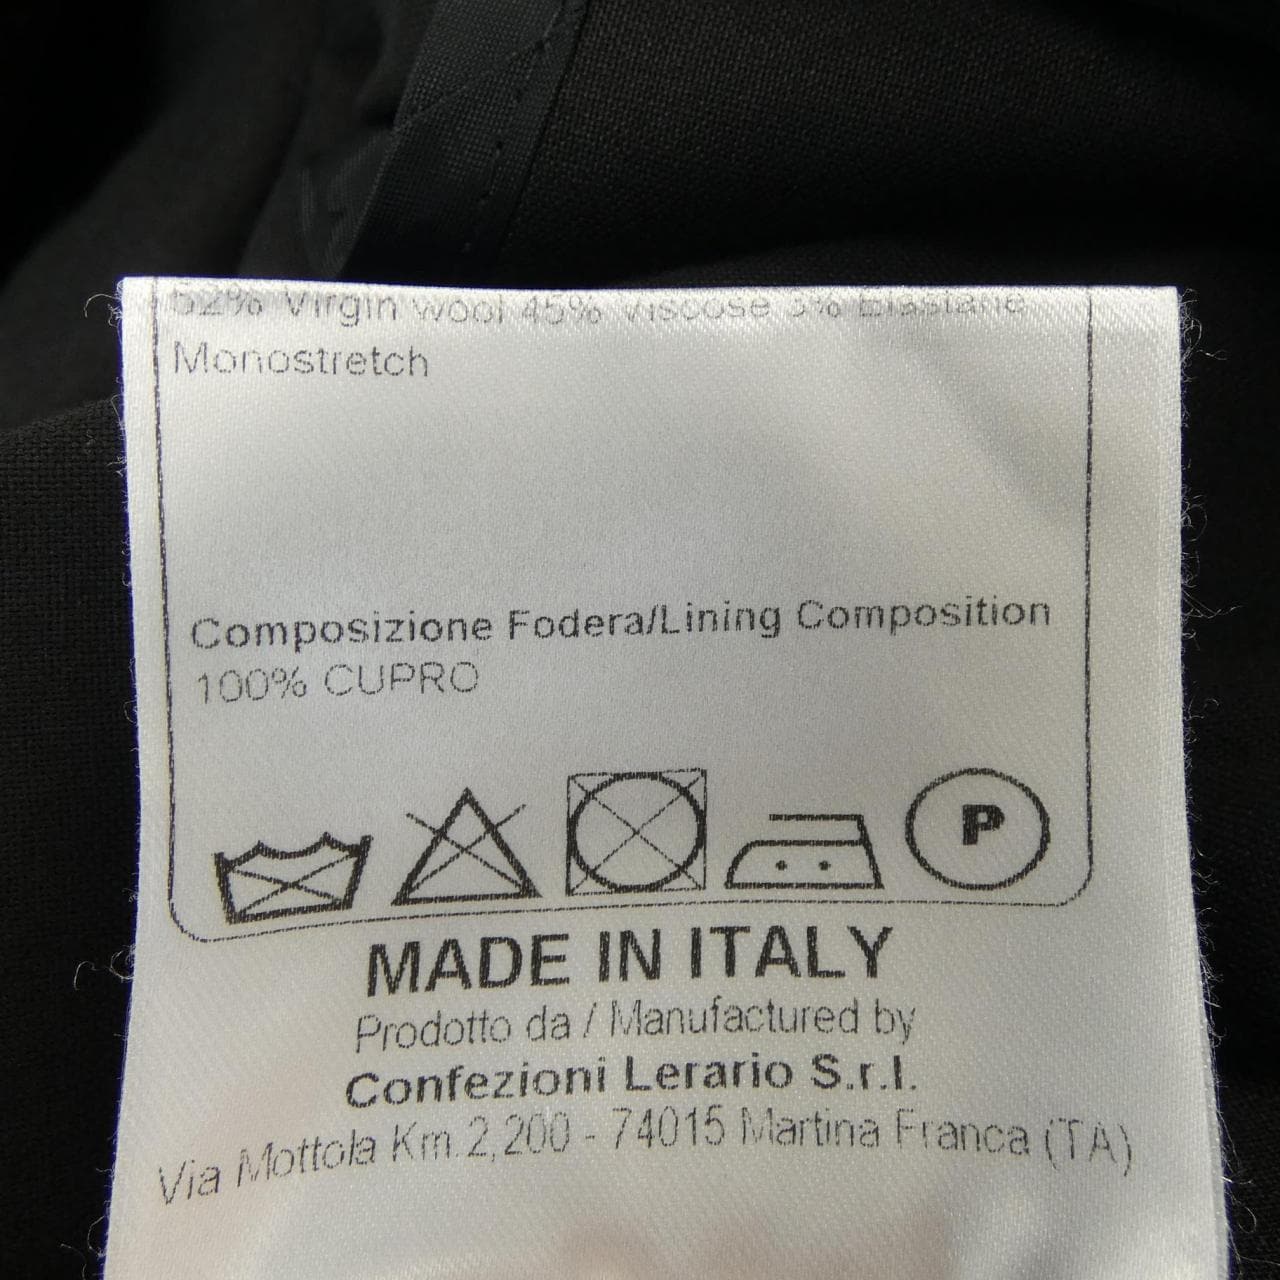 52% Virgin wool 45% Viscose 3% Elastane
Monostretch
Composizione Fodera/Lining Composition
100% CUPRO
P
MADE IN ITALY
Prodotto da / Manufactured by
Confezioni Lerario S.r.l.
Via Mottola Km.2,200 - 74015 Martina Franca (TA)